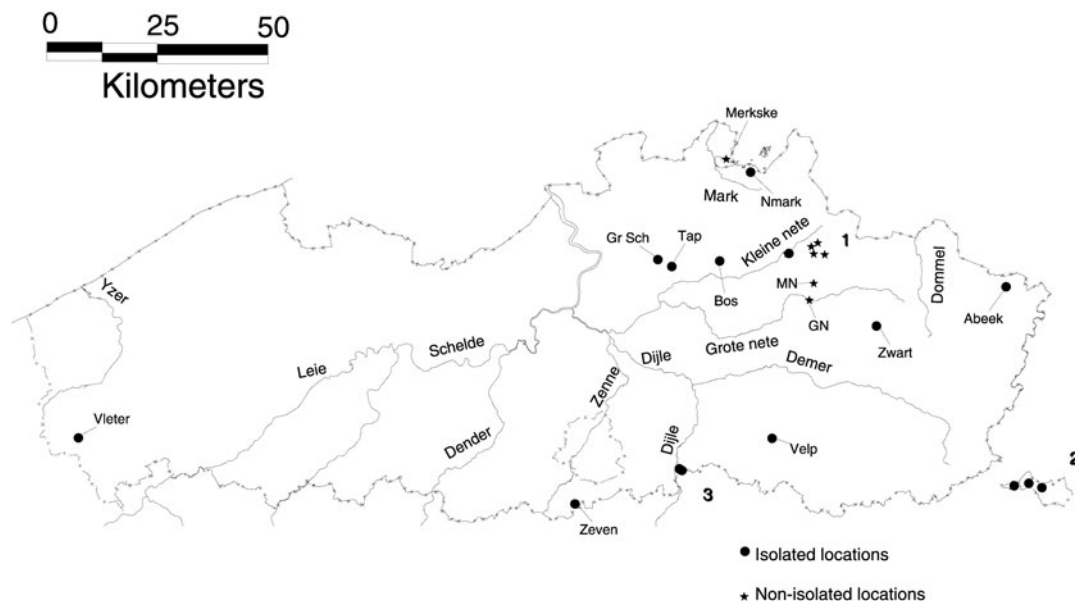 0 25 50
Kilometers
Merkske
Mark
Nmark
Gr Sch
Tap
Kleine nete
1
Bos
MN
GN
Dommel
Abeek
Yzer
Schelde
Leie
Grote nete
Zwart
Dijle
Demer
Zenne
Vleter
Dender
Dijle
Velp
2
3
Zeven
Isolated locations
Non-isolated locations